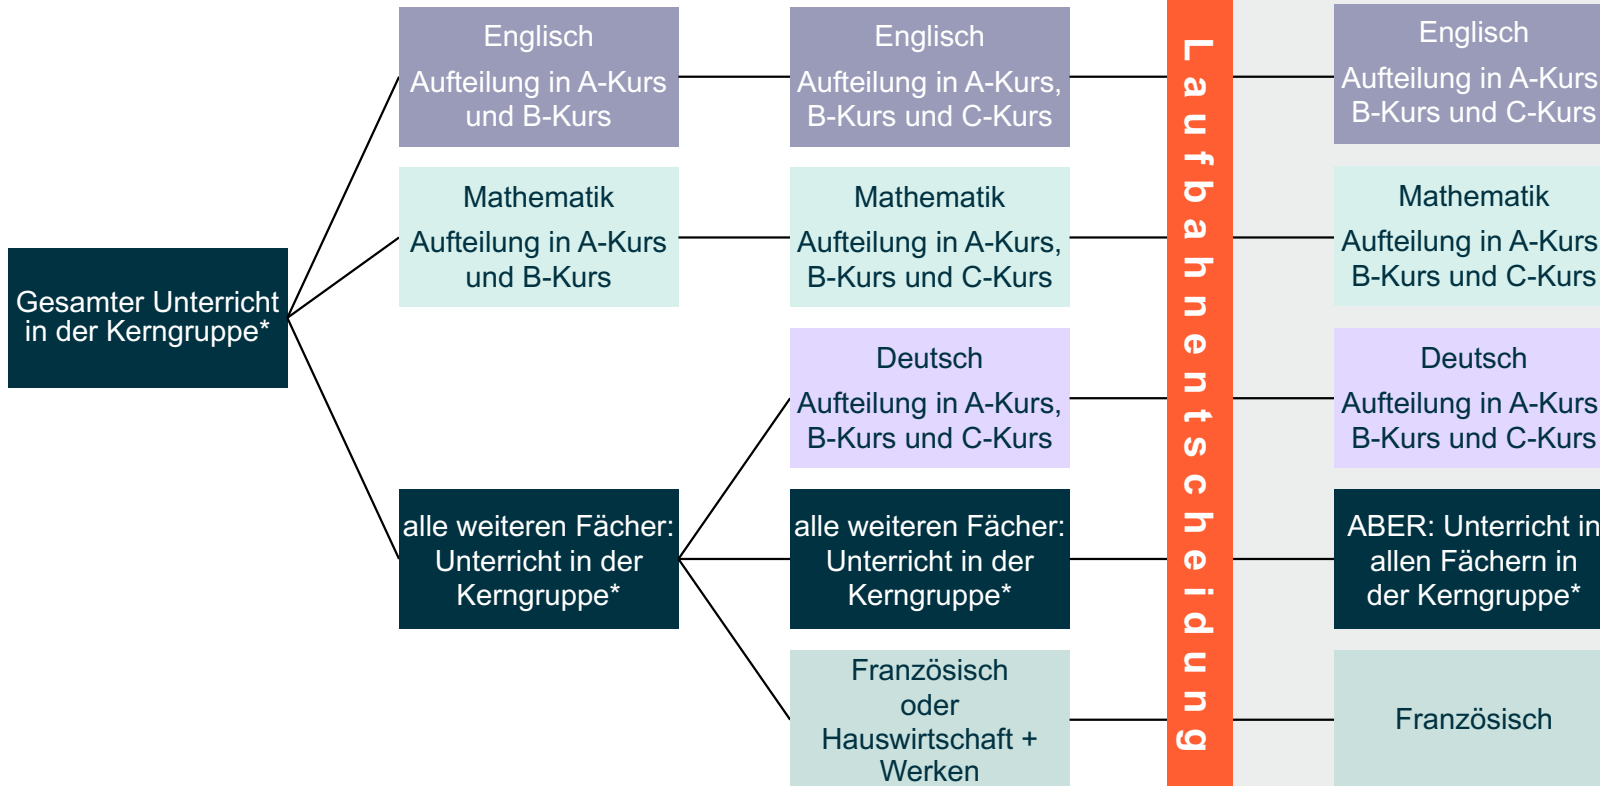 Gesamter Unterricht
in der Kerngruppe*
Englisch
Aufteilung in A-Kurs
und B-Kurs
Mathematik
Aufteilung in A-Kurs
und B-Kurs
alle weiteren Fächer:
Unterricht in der
Kerngruppe*
Englisch
Aufteilung in A-Kurs,
B-Kurs und C-Kurs
Mathematik
Aufteilung in A-Kurs,
B-Kurs und C-Kurs
Deutsch
Aufteilung in A-Kurs,
B-Kurs und C-Kurs
alle weiteren Fächer:
Unterricht in der
Kerngruppe*
Französisch
oder
Hauswirtschaft +
Werken
Laufbahnentscheidung
Englisch
Aufteilung in A-Kurs
B-Kurs und C-Kurs
Mathematik
Aufteilung in A-Kurs
B-Kurs und C-Kurs
Deutsch
Aufteilung in A-Kurs
B-Kurs und C-Kurs
ABER: Unterricht in
allen Fächern in
der Kerngruppe*
Französisch